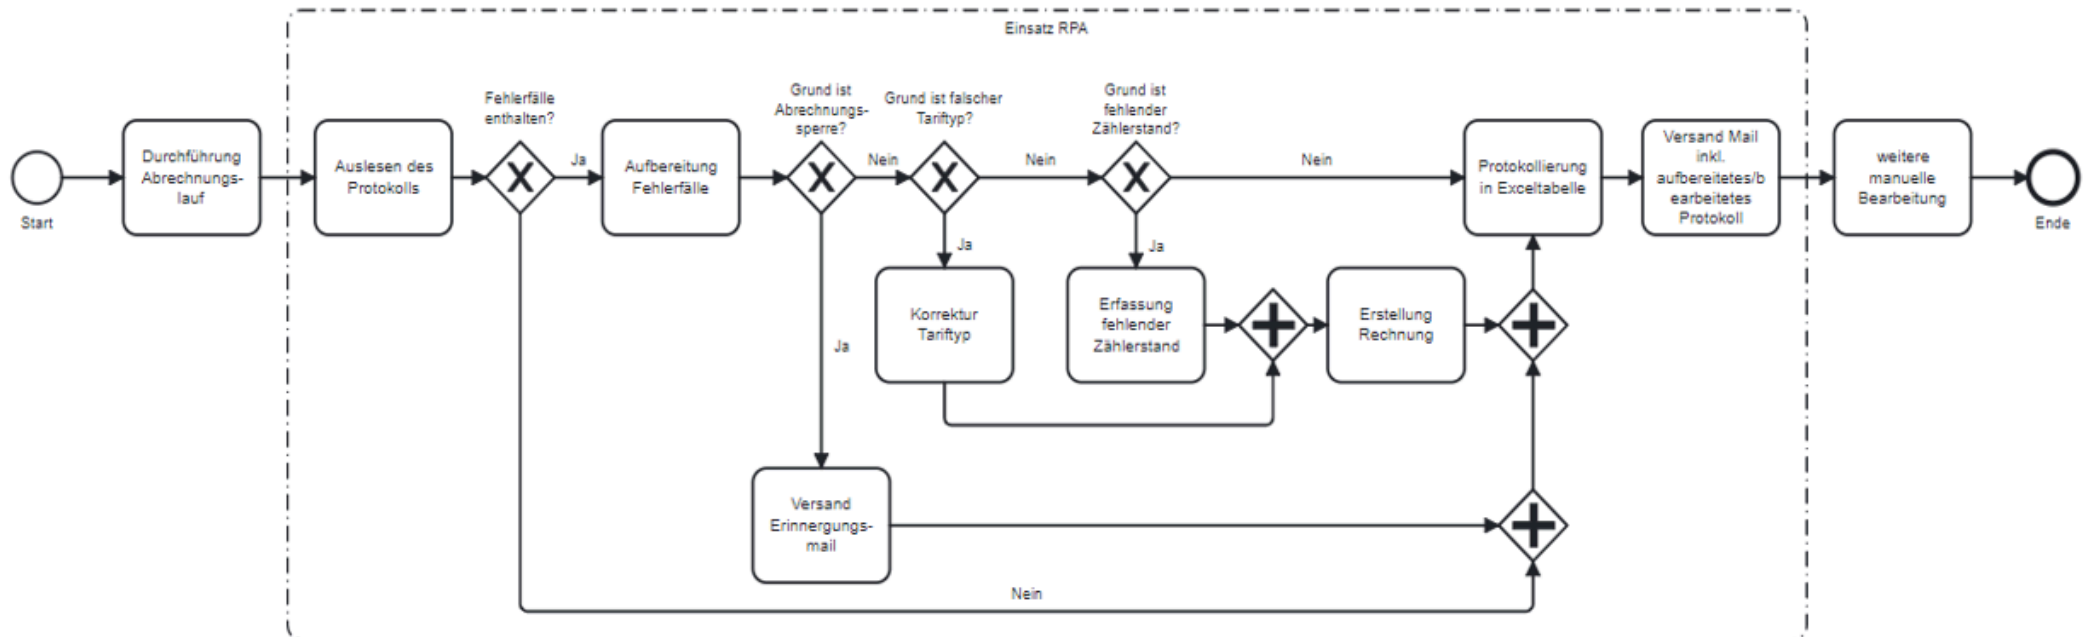 Einsatz RPA
Start
Durchführung
Abrechnungs-
lauf
Auslesen des
Protokolls
Fehlerfälle
enthalten?
Ja
Aufbereitung
Fehlerfälle
Grund ist
Abrechnungs-
sperre?
Nein
Grund ist falscher
Tariftyp?
Nein
Grund ist
fehlender
Zählerstand?
Nein
Protokollierung
in Exceltabelle
Versand Mail
inkl.
aufbereitetes/b
earbeitetes
Protokoll
weitere
manuelle
Bearbeitung
Ende
Ja
Ja
Korrektur
Tariftyp
Erfassung
fehlender
Zählerstand
Erstellung
Rechnung
Ja
Versand
Erinnergungs-
mail
Nein